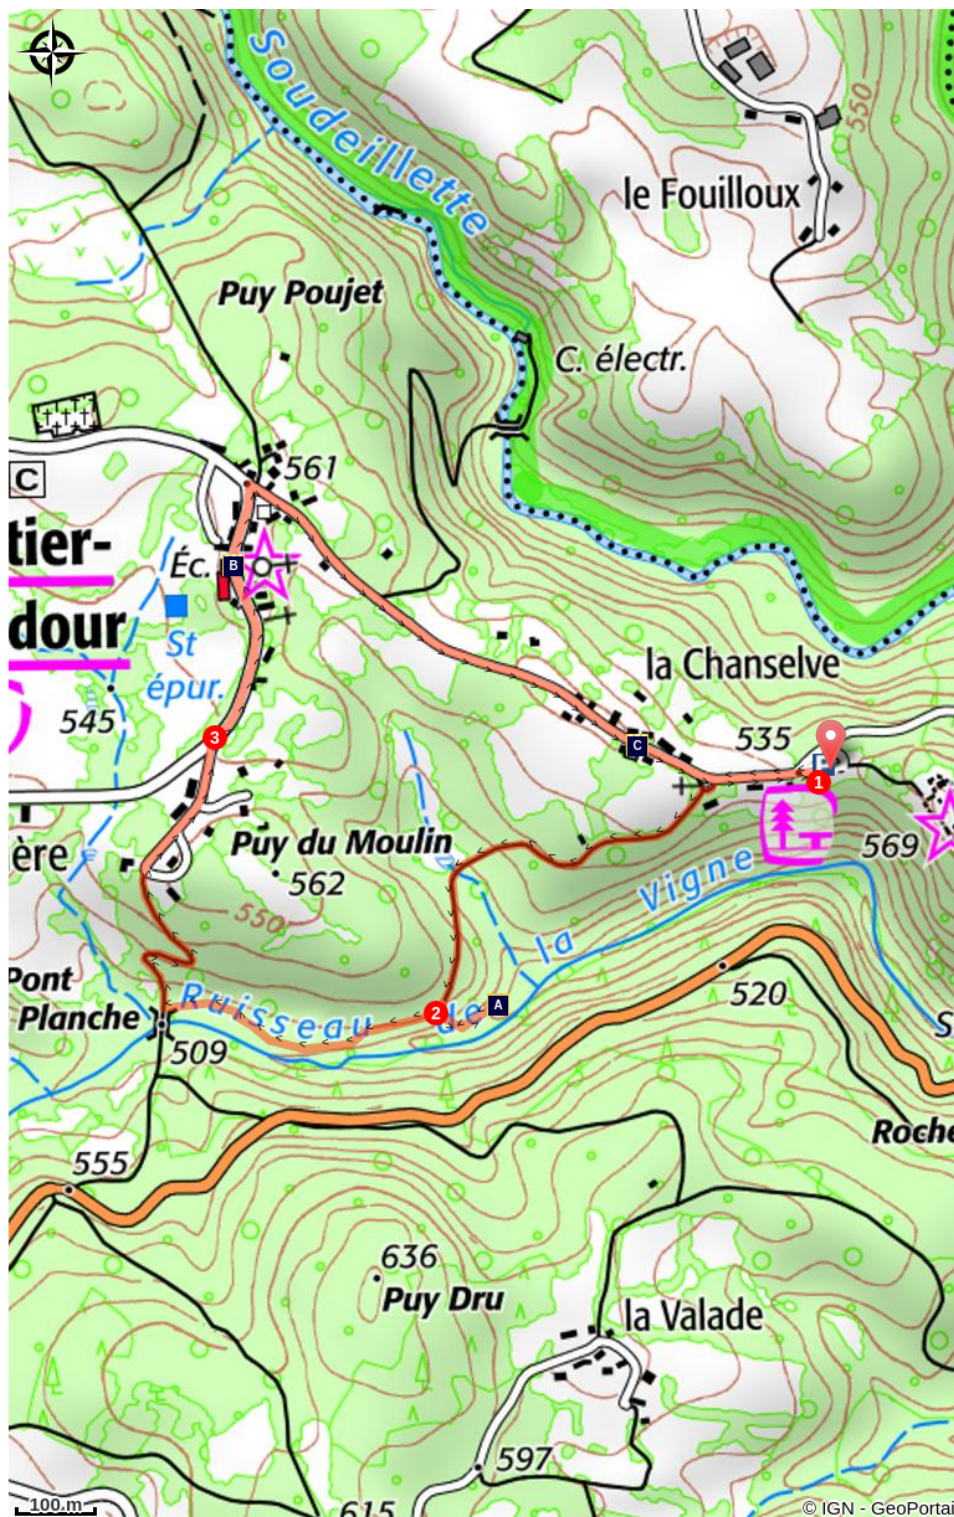 Soudeillette
550
le Fouilloux
Puy Poujet
C. électr.
561
C
tier-
Éc.
B
dour
St
épur.
la Chanselve
545
3
C
535
1
ère
Puy du Moulin
562
569
550
la Vigne
Pont
Planche
Ruisseau de
2
A
520
509
S
Roche
555
636
Puy Dru
la Valade
597
615
100 m
© IGN - GeoPortai